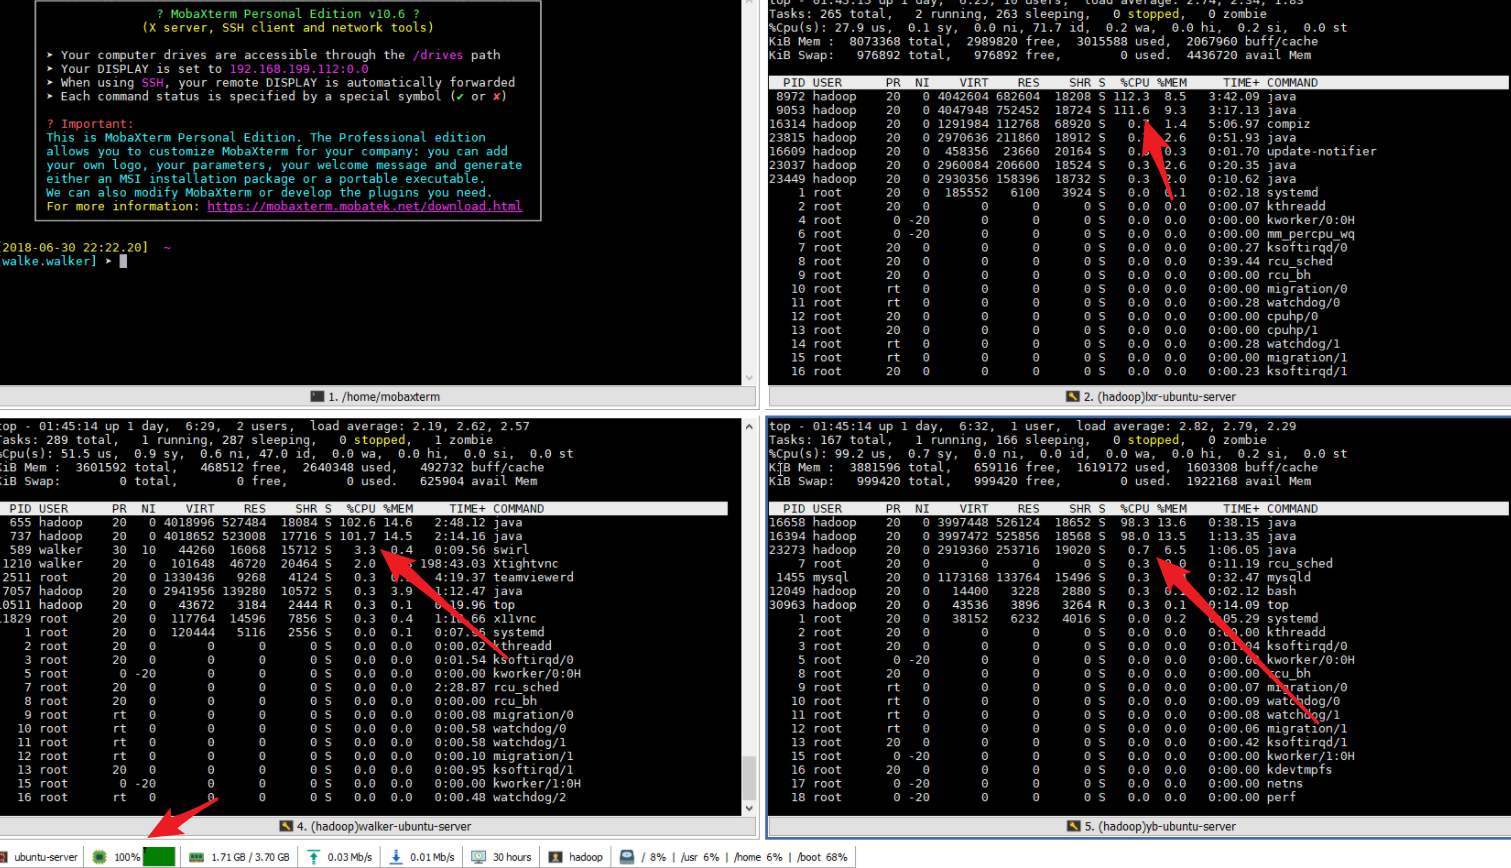 ? MobaXterm Personal Edition v10.6 ?
(X server, SSH client and network tools)
➤ Your computer drives are accessible through the /drives path
➤ Your DISPLAY is set to 192.168.199.112:0.0
➤ When using SSH, your remote DISPLAY is automatically forwarded
➤ Each command status is specified by a special symbol (✔ or ✘)
? Important:
This is MobaXterm Personal Edition. The Professional edition
allows you to customize MobaXterm for your company: you can add
your own logo, your parameters, your welcome message and generate
either an MSI installation package or a portable executable.
We can also modify MobaXterm or develop the plugins you need.
For more information: https://mobaxterm.mobatek.net/download.html
[2018-06-30 22:22.20] ~
[walke.walker] ➤
1. /home/mobaxterm
Tasks: 265 total, 2 running, 263 sleeping, 0 stopped, 0 zombie
%Cpu(s): 27.9 us, 0.1 sy, 0.0 ni, 71.7 id, 0.2 wa, 0.0 hi, 0.2 si, 0.0 st
KiB Mem : 8073368 total, 2989820 free, 3015588 used, 2067960 buff/cache
KiB Swap: 976892 total, 976892 free, 0 used. 4436720 avail Mem
PID USER PR NI VIRT RES SHR S %CPU %MEM TIME+ COMMAND
8972 hadoop 20 0 4042604 682604 18208 S 112.3 8.5 3:42.09 java
9053 hadoop 20 0 4047948 752452 18724 S 111.6 9.3 3:17.13 java
16314 hadoop 20 0 1291984 112768 68920 S 1.4 5:06.97 compiz
23815 hadoop 20 0 2970636 211860 18912 S 2.6 0:51.93 java
16609 hadoop 20 0 458356 23660 20164 S 0.3 0:01.70 update-notifier
23037 hadoop 20 0 2960084 206600 18524 S 0.3 2.6 0:20.35 java
23449 hadoop 20 0 2930356 158396 18732 S 0.3 2.0 0:10.62 java
1 root 20 0 185552 6100 3924 S 0.0 0.1 0:02.18 systemd
2 root 20 0 0 0 0 S 0.0 0.0 0:00.07 kthreadd
4 root 0 -20 0 0 0 S 0.0 0.0 0:00.00 kworker/0:0H
6 root 0 -20 0 0 0 S 0.0 0.0 0:00.00 mm_percpu_wq
7 root 20 0 0 0 0 S 0.0 0.0 0:00.27 ksoftirqd/0
8 root 20 0 0 0 0 S 0.0 0.0 0:39.44 rcu_sched
9 root 20 0 0 0 0 S 0.0 0.0 0:00.00 rcu_bh
10 root rt 0 0 0 0 S 0.0 0.0 0:00.00 migration/0
11 root rt 0 0 0 0 S 0.0 0.0 0:00.28 watchdog/0
12 root 20 0 0 0 0 S 0.0 0.0 0:00.00 cpuhp/0
13 root 20 0 0 0 0 S 0.0 0.0 0:00.00 cpuhp/1
14 root rt 0 0 0 0 S 0.0 0.0 0:00.28 watchdog/1
15 root rt 0 0 0 0 S 0.0 0.0 0:00.00 migration/1
16 root 20 0 0 0 0 S 0.0 0.0 0:00.23 ksoftirqd/1
2. (hadoop)lxr-ubuntu-server
top - 01:45:14 up 1 day, 6:29, 2 users, load average: 2.19, 2.62, 2.57
Tasks: 289 total, 1 running, 287 sleeping, 0 stopped, 1 zombie
%Cpu(s): 51.5 us, 0.9 sy, 0.6 ni, 47.0 id, 0.0 wa, 0.0 hi, 0.0 si, 0.0 st
KiB Mem : 3601592 total, 468512 free, 2640348 used, 492732 buff/cache
KiB Swap: 0 total, 0 free, 0 used. 625904 avail Mem
PID USER PR NI VIRT RES SHR S %CPU %MEM TIME+ COMMAND
655 hadoop 20 0 4018996 527484 18084 S 102.6 14.6 2:48.12 java
737 hadoop 20 0 4018652 523008 17716 S 101.7 14.5 2:14.16 java
589 walker 30 10 44260 16068 15712 S 3.3 0.4 0:09.56 swirl
1210 walker 20 0 101648 46720 20464 S 2.0 198:43.03 Xtightvnc
2511 root 20 0 1330436 9268 4124 S 0.3 4:19.37 teamviewerd
7057 hadoop 20 0 2941956 139280 10572 S 0.3 3.9 1:12.47 java
10511 hadoop 20 0 43672 3184 2444 R 0.3 0.1 0:19.96 top
11829 root 20 0 117764 14596 7856 S 0.3 0.4 x11vnc
1 root 20 0 120444 5116 2556 S 0.0 0.1 systemd
2 root 20 0 0 0 0 S 0.0 0.0 0:00.02 kthreadd
3 root 20 0 0 0 0 S 0.0 0.0 0:01.54 ksoftirqd/0
5 root 0 -20 0 0 0 S 0.0 0.0 0:00.00 kworker/0:0H
7 root 20 0 0 0 0 S 0.0 0.0 2:28.87 rcu_sched
8 root 20 0 0 0 0 S 0.0 0.0 0:00.00 rcu_bh
9 root rt 0 0 0 0 S 0.0 0.0 0:00.08 migration/0
10 root rt 0 0 0 0 S 0.0 0.0 0:00.58 watchdog/0
11 root rt 0 0 0 0 S 0.0 0.0 0:00.58 watchdog/1
12 root rt 0 0 0 0 S 0.0 0.0 0:00.10 migration/1
13 root 20 0 0 0 0 S 0.0 0.0 0:00.95 ksoftirqd/1
15 root 0 -20 0 0 0 S 0.0 0.0 0:00.00 kworker/1:0H
16 root rt 0 0 0 0 S 0.0 0.0 0:00.48 watchdog/2
4. (hadoop)walker-ubuntu-server
top - 01:45:14 up 1 day, 6:32, 1 user, load average: 2.82, 2.79, 2.29
Tasks: 167 total, 1 running, 166 sleeping, 0 stopped, 0 zombie
%Cpu(s): 99.2 us, 0.7 sy, 0.0 ni, 0.0 id, 0.0 wa, 0.0 hi, 0.2 si, 0.0 st
KiB Mem : 3881596 total, 659116 free, 1619172 used, 1603308 buff/cache
KiB Swap: 999420 total, 999420 free, 0 used. 1922168 avail Mem
PID USER PR NI VIRT RES SHR S %CPU %MEM TIME+ COMMAND
16658 hadoop 20 0 3997448 526124 18652 S 98.3 13.6 0:38.15 java
16394 hadoop 20 0 3997472 525856 18568 S 98.0 13.5 1:13.35 java
23273 hadoop 20 0 2919360 253716 19020 S 0.7 6.5 1:06.05 java
7 root 20 0 0 0 0 S 0.3 0.0 0:11.19 rcu_sched
1455 mysql 20 0 1173168 133764 15496 S 0.3 0:32.47 mysqld
12049 hadoop 20 0 14400 3228 2880 S 0.3 0:02.12 bash
30963 hadoop 20 0 43536 3896 3264 R 0.3 0.1 0:14.09 top
1 root 20 0 38152 6232 4016 S 0.0 0.2 systemd
2 root 20 0 0 0 0 S 0.0 0.0 kthreadd
3 root 20 0 0 0 0 S 0.0 0.0 ksoftirqd/0
5 root 0 -20 0 0 0 S 0.0 0.0 0:00.00 kworker/0:0H
8 root 20 0 0 0 0 S 0.0 0.0 0:00.00 rcu_bh
9 root rt 0 0 0 0 S 0.0 0.0 0:00.07 migration/0
10 root rt 0 0 0 0 S 0.0 0.0 0:00.09 watchdog/0
11 root rt 0 0 0 0 S 0.0 0.0 0:00.08 watchdog/1
12 root rt 0 0 0 0 S 0.0 0.0 0:00.06 migration/1
13 root 20 0 0 0 0 S 0.0 0.0 0:00.42 ksoftirqd/1
15 root 0 -20 0 0 0 S 0.0 0.0 0:00.00 kworker/1:0H
16 root 20 0 0 0 0 S 0.0 0.0 0:00.00 kdevtmpfs
17 root 0 -20 0 0 0 S 0.0 0.0 0:00.00 netns
18 root 0 -20 0 0 0 S 0.0 0.0 0:00.00 perf
5. (hadoop)yb-ubuntu-server
ubuntu-server 100% 1.71 GB / 3.70 GB 0.03 Mb/s 0.01 Mb/s 30 hours hadoop / 8% | /usr 6% | /home 6% | /boot 68%